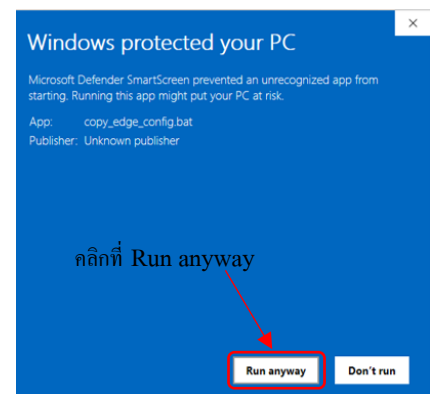 Windows protected your PC
Microsoft Defender SmartScreen prevented an unrecognized app from
starting. Running this app might put your PC at risk.
App: copy_edge_config.bat
Publisher: Unknown publisher
คลิกที่ Run anyway
Run anyway Don't run